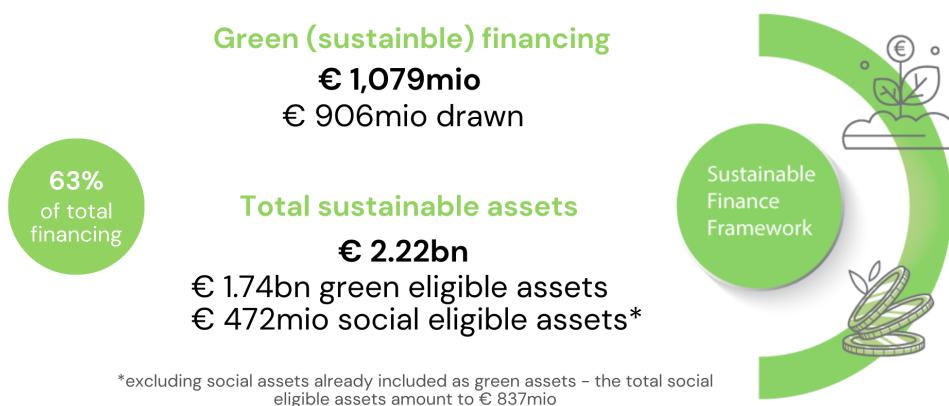 Green (sustainble) financing
€ 1,079mio
€ 906mio drawn
63%
of total
financing
Total sustainable assets
€ 2.22bn
€ 1.74bn green eligible assets
€ 472mio social eligible assets*
*excluding social assets already included as green assets - the total social
eligible assets amount to € 837mio
Sustainable
Finance
Framework
€